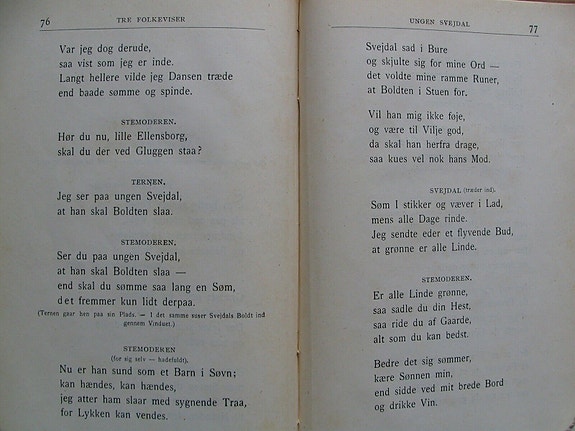 76
TRE FOLKEVISER
Var jeg dog derude,
saa vist som jeg er inde.
Langt hellere vilde jeg Dansen træde
end baade sømme og spinde.
STEMODEREN.
Hør du nu, lille Ellensborg,
skal du der ved Gluggen staa?
TERNEN.
Jeg ser paa ungen Svejdal,
at han skal Boldten slaa.
STEMODEREN.
Ser du paa ungen Svejdal,
at han skal Boldten slaa —
end skal du sømme saa lang en Søm,
det fremmer kun lidt derpaa.
(Ternen gaar hen paa sin Plads. — I det samme suser Svejdals Boldt ind
gennem Vinduet.)
STEMODEREN
(for sig selv — hadefuldt).
Nu er han sund som et Barn i Søvn;
kan hændes, kan hændes,
jeg atter ham slaar med sygnende Traa,
for Lykken kan vendes.
UNGEN SVEJDAL
77
Svejdal sad i Bure
og skjulte sig for mine Ord —
det voldte mine ramme Runer,
at Boldten i Stuen for.
Vil han mig ikke føje,
og være til Vilje god,
da skal han herfra drage,
saa kues vel nok hans Mod.
SVEJDAL (træder ind).
Søm I stikker og væver i Lad,
mens alle Dage rinde.
Jeg sendte eder et flyvende Bud,
at grønne er alle Linde.
STEMODEREN.
Er alle Linde grønne,
saa sadle du din Hest,
saa ride du af Gaarde,
alt som du kan bedst.
Bedre det sig sømmer,
kære Sønnen min,
end sidde ved mit brede Bord
og drikke Vin.